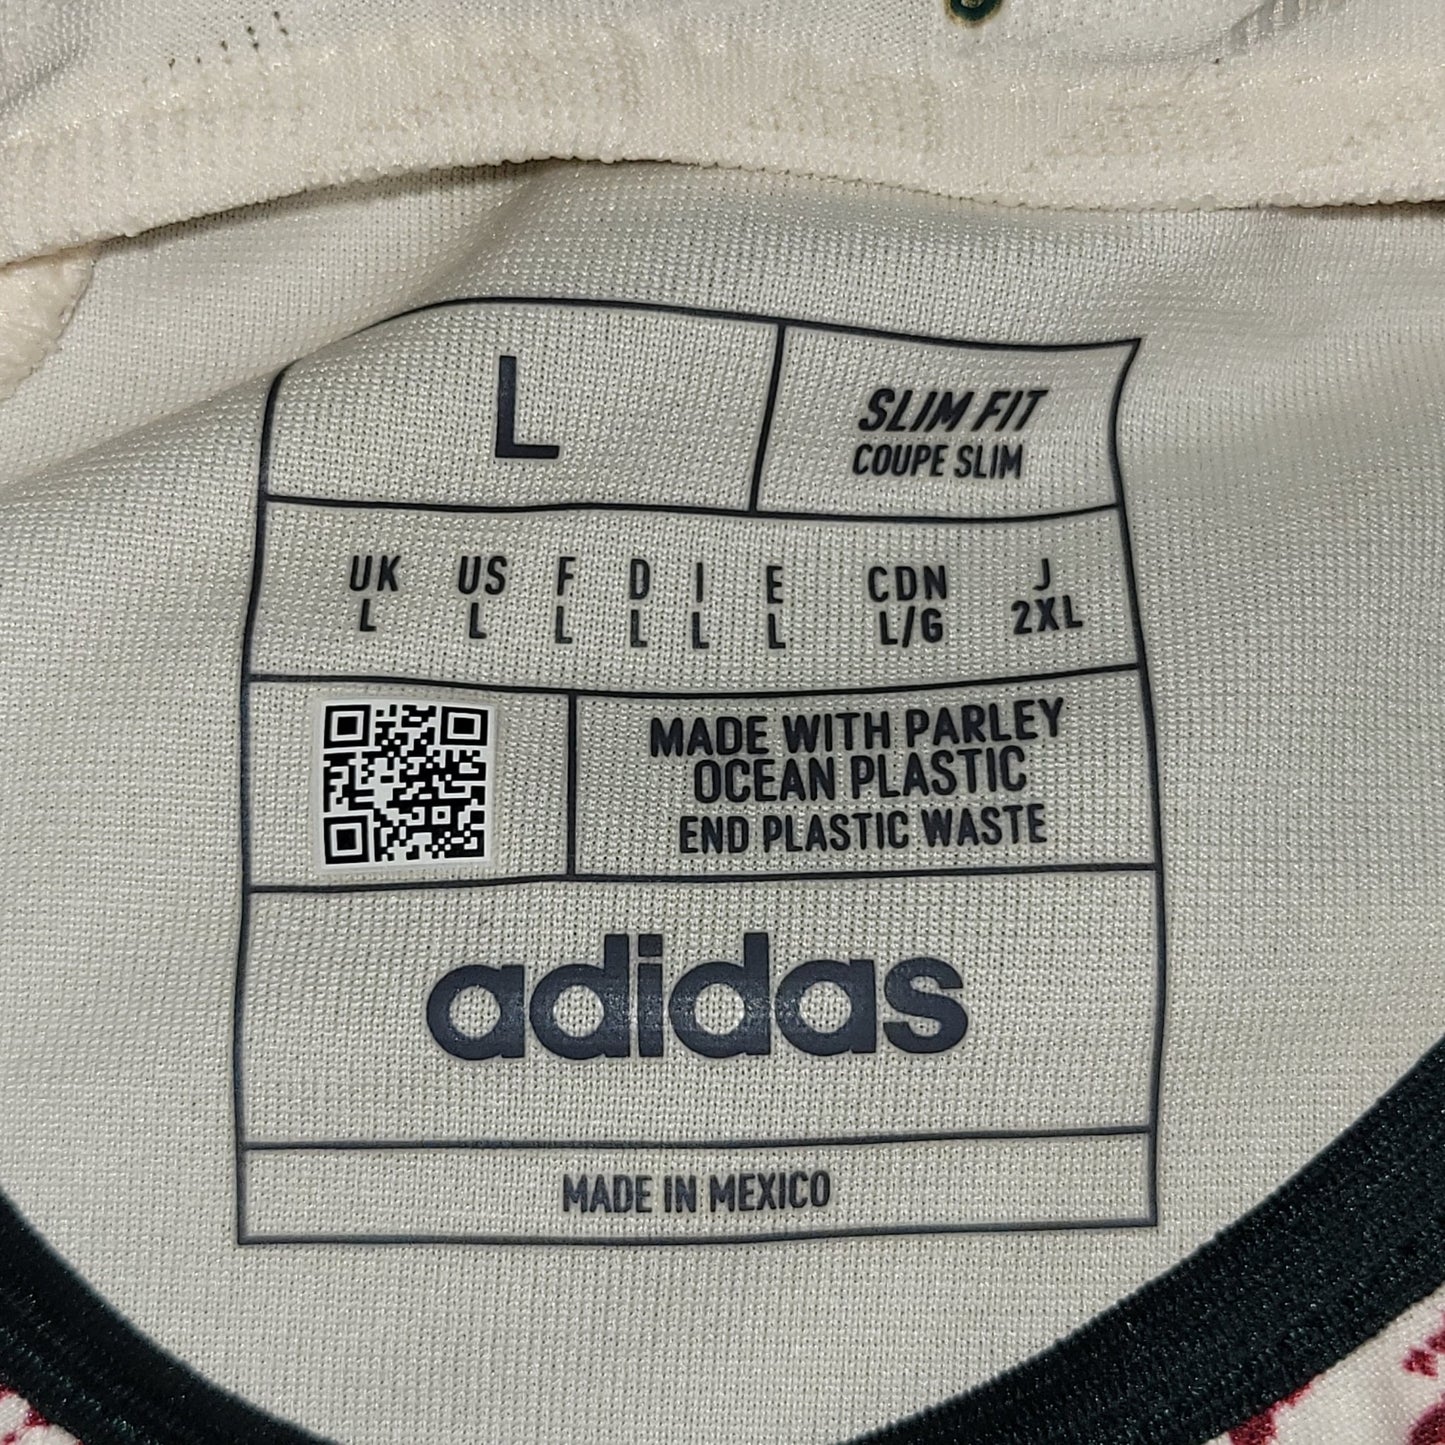 L
SLIM FIT
COUPE SLIM
UK US F D I E CDN J
L L L L L L L/G 2XL
MADE WITH PARLEY
OCEAN PLASTIC
END PLASTIC WASTE
adidas
MADE IN MEXICO